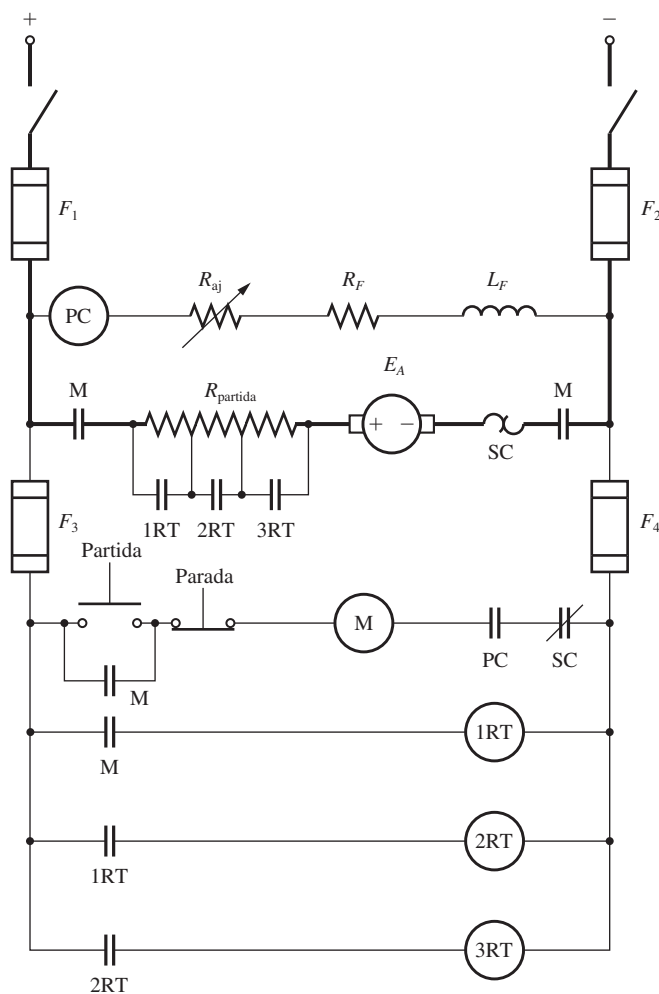 + −
F1 F2
PC Raj RF LF
M Rpartida EA SC M
1RT 2RT 3RT
F3 F4
Partida
Parada
M PC SC
M
M 1RT
1RT 2RT
2RT 3RT